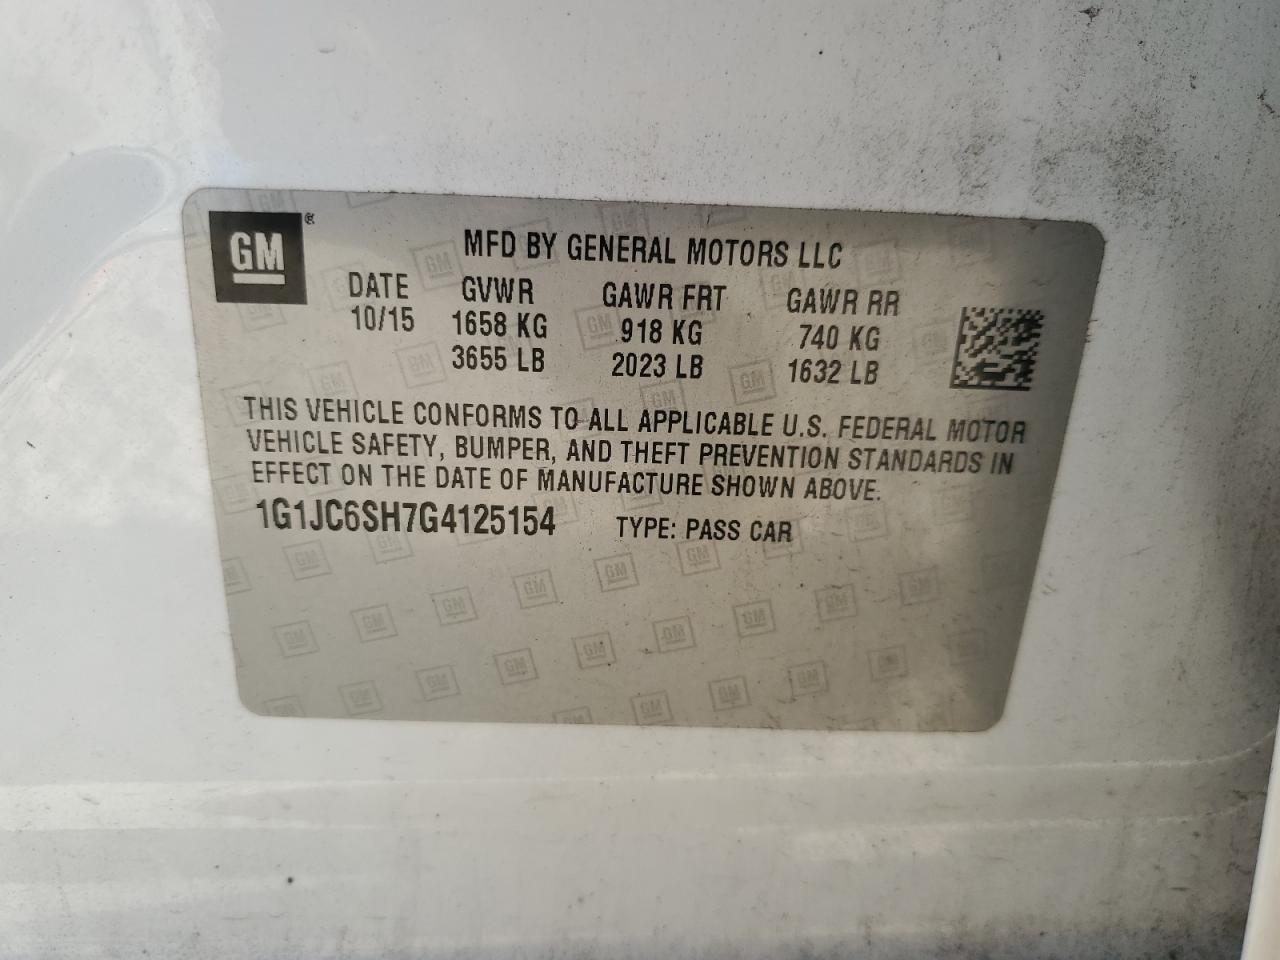 GM ®
MFD BY GENERAL MOTORS LLC
DATE GVWR GAWR FRT GAWR RR
10/15 1658 KG 918 KG 740 KG
3655 LB 2023 LB 1632 LB
THIS VEHICLE CONFORMS TO ALL APPLICABLE U.S. FEDERAL MOTOR
VEHICLE SAFETY, BUMPER, AND THEFT PREVENTION STANDARDS IN
EFFECT ON THE DATE OF MANUFACTURE SHOWN ABOVE.
1G1JC6SH7G4125154 TYPE: PASS CAR